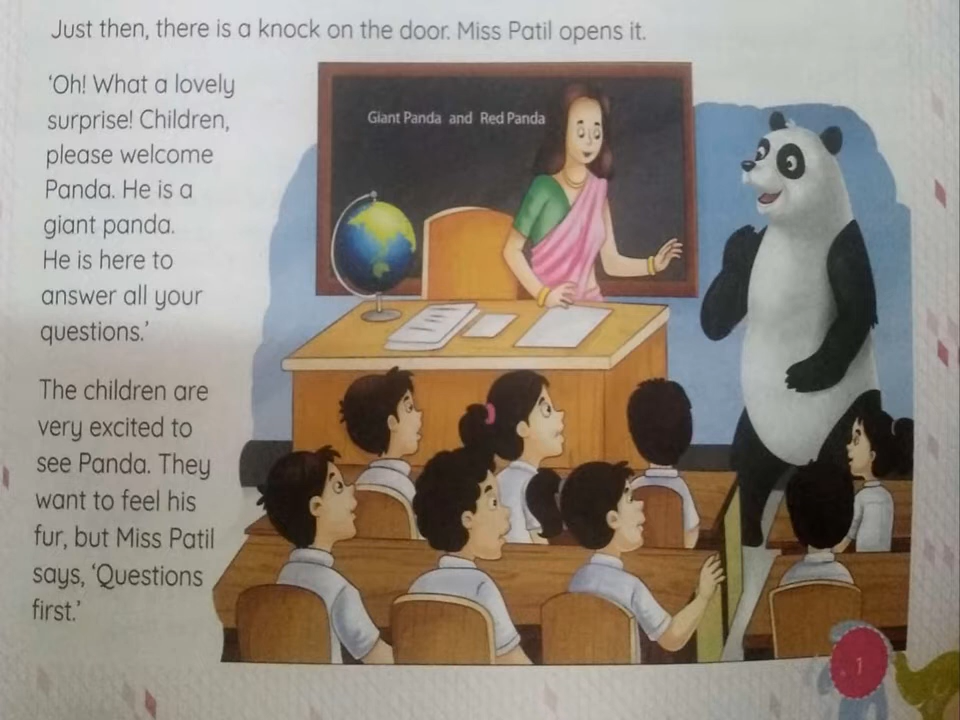 Just then, there is a knock on the door. Miss Patil opens it.
‘Oh! What a lovely
surprise! Children,
please welcome
Panda. He is a
giant panda.
He is here to
answer all your
questions.’
The children are
very excited to
see Panda. They
want to feel his
fur, but Miss Patil
says, ‘Questions
first.’
Giant Panda and Red Panda
1